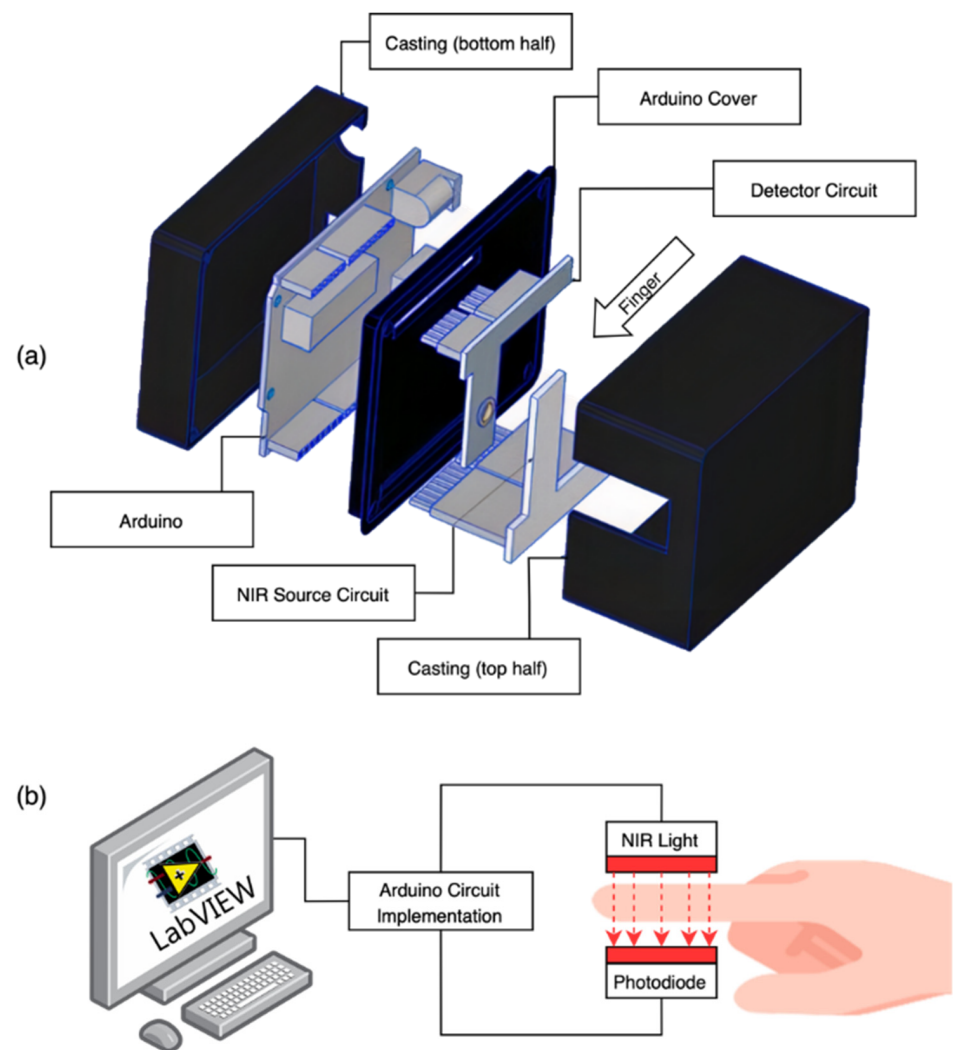 Casting (bottom half)
Arduino Cover
Detector Circuit
Finger
(a)
Arduino
NIR Source Circuit
Casting (top half)
(b)
NIR Light
LabVIEW
Arduino Circuit
Implementation
Photodiode